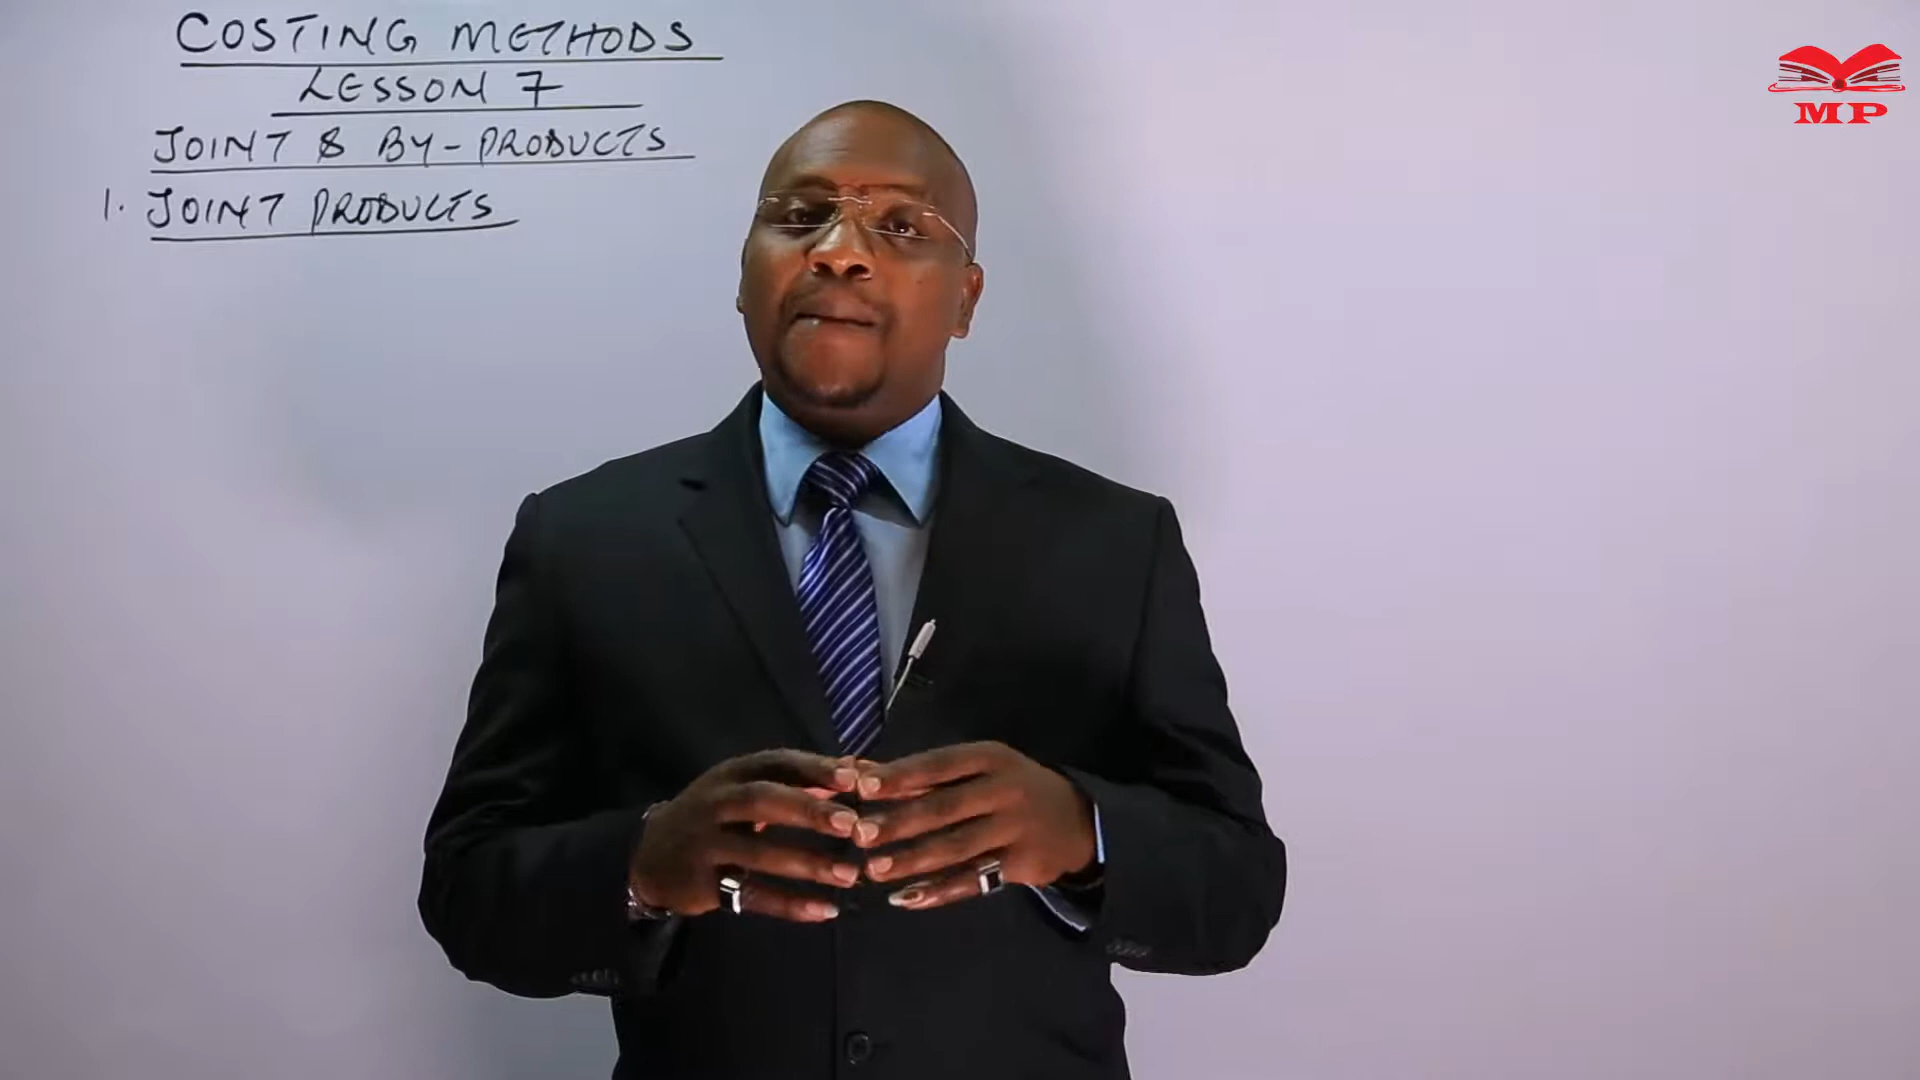 COSTING METHODS
LESSON 7
JOINT & BY-PRODUCTS
1. JOINT PRODUCTS
MP